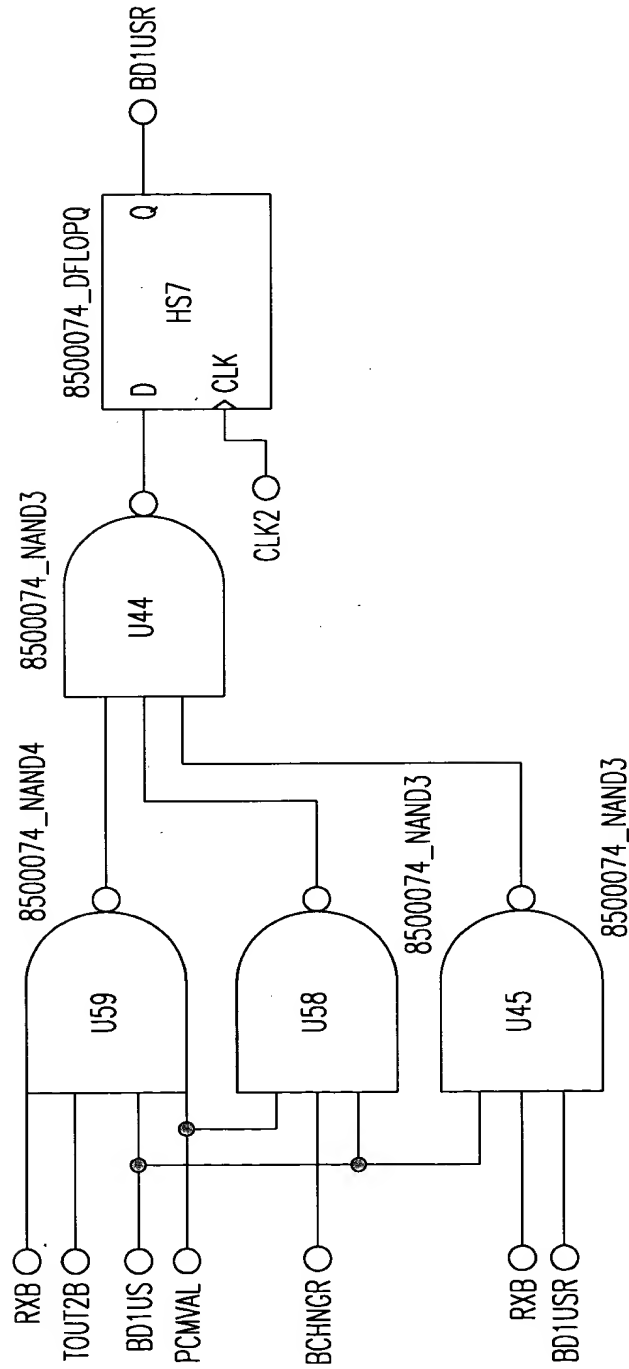 RXB
TOUT2B
BD1US
PCMVAL
BCHNGR
RXB
BD1USR
8500074_NAND4
U59
U58
8500074_NAND3
U45
8500074_NAND3
8500074_NAND3
U44
CLK2
8500074_DFLOPQ
D
Q
HS7
CLK
BD1USR